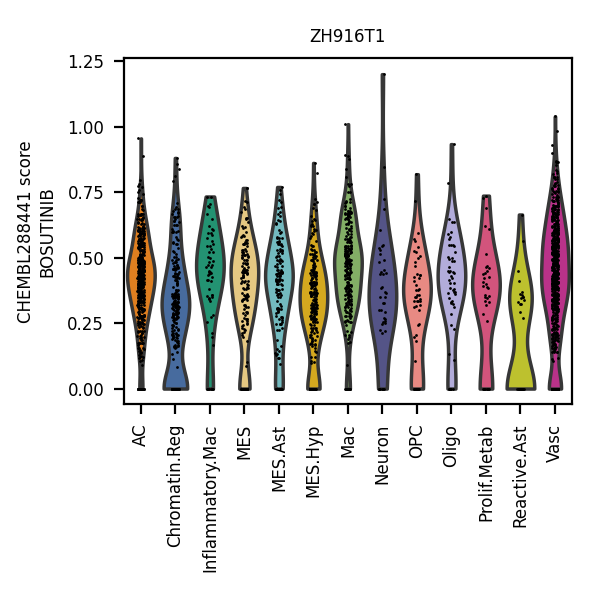 ZH916T1
CHEMBL288441 score
BOSUTINIB
1.25
1.00
0.75
0.50
0.25
0.00
AC
Chromatin.Reg
Inflammatory.Mac
MES
MES.Ast
MES.Hyp
Mac
Neuron
OPC
Oligo
Prolif.Metab
Reactive.Ast
Vasc